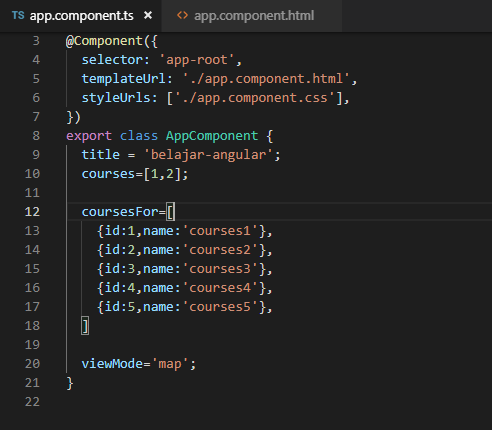 TS app.component.ts × <> app.component.html
3 @Component({
4   selector: 'app-root',
5   templateUrl: './app.component.html',
6   styleUrls: ['./app.component.css'],
7 })
8 export class AppComponent {
9   title = 'belajar-angular';
10   courses=[1,2];
11
12   coursesFor=[
13     {id:1,name:'courses1'},
14     {id:2,name:'courses2'},
15     {id:3,name:'courses3'},
16     {id:4,name:'courses4'},
17     {id:5,name:'courses5'},
18   ]
19
20   viewMode='map';
21 }
22